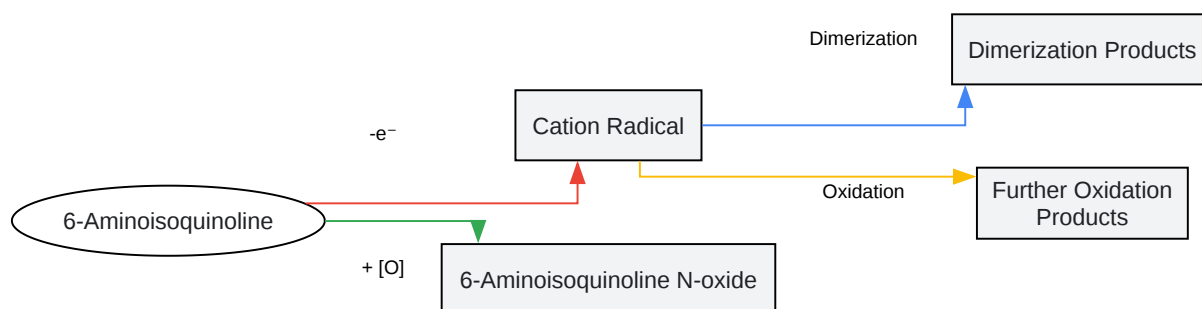 Dimerization
Dimerization Products
-e⁻
Cation Radical
Oxidation
Further Oxidation
Products
6-Aminoisoquinoline
+ [O]
6-Aminoisoquinoline N-oxide